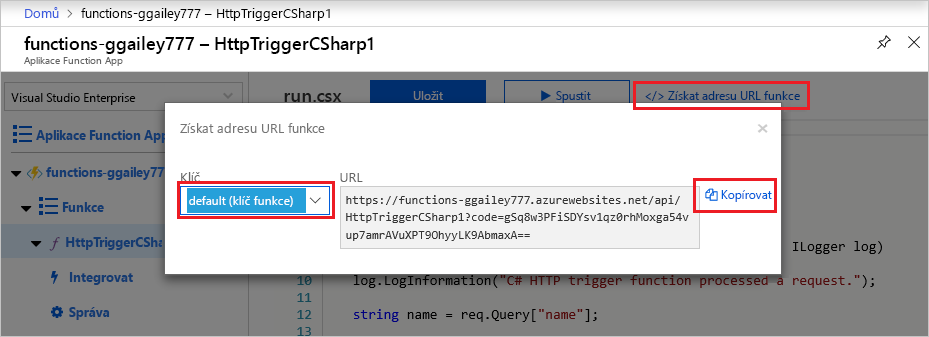 Domů > functions-ggailey777 – HttpTriggerCSharp1
functions-ggailey777 – HttpTriggerCSharp1
Aplikace Function App
Visual Studio Enterprise
run.csx
Uložit
Spustit
</> Získat adresu URL funkce
Aplikace Function App
functions-ggailey777
Funkce
f HttpTriggerCSha
Integrovat
Správa
Získat adresu URL funkce
Klíč
default (klíč funkce)
URL
https://functions-ggailey777.azurewebsites.net/api/
HttpTriggerCSharp1?code=gSq8w3PFiSDYsv1qz0rhMoxga54v
up7amrAVuXPT9OhyyLK9AbmaxA==
Kopírovat
ILogger log)
10 log.LogInformation("C# HTTP trigger function processed a request.");
11
12 string name = req.Query["name"];
13